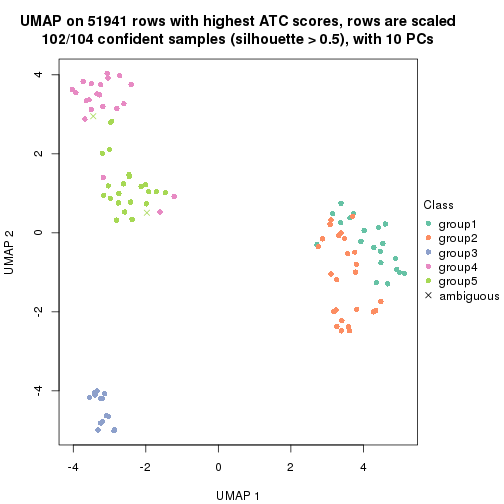 UMAP on 51941 rows with highest ATC scores, rows are scaled
102/104 confident samples (silhouette > 0.5), with 10 PCs
4
2
0
-2
-4
UMAP 2
-4
-2
0
2
4
UMAP 1
Class
group1
group2
group3
group4
group5
ambiguous